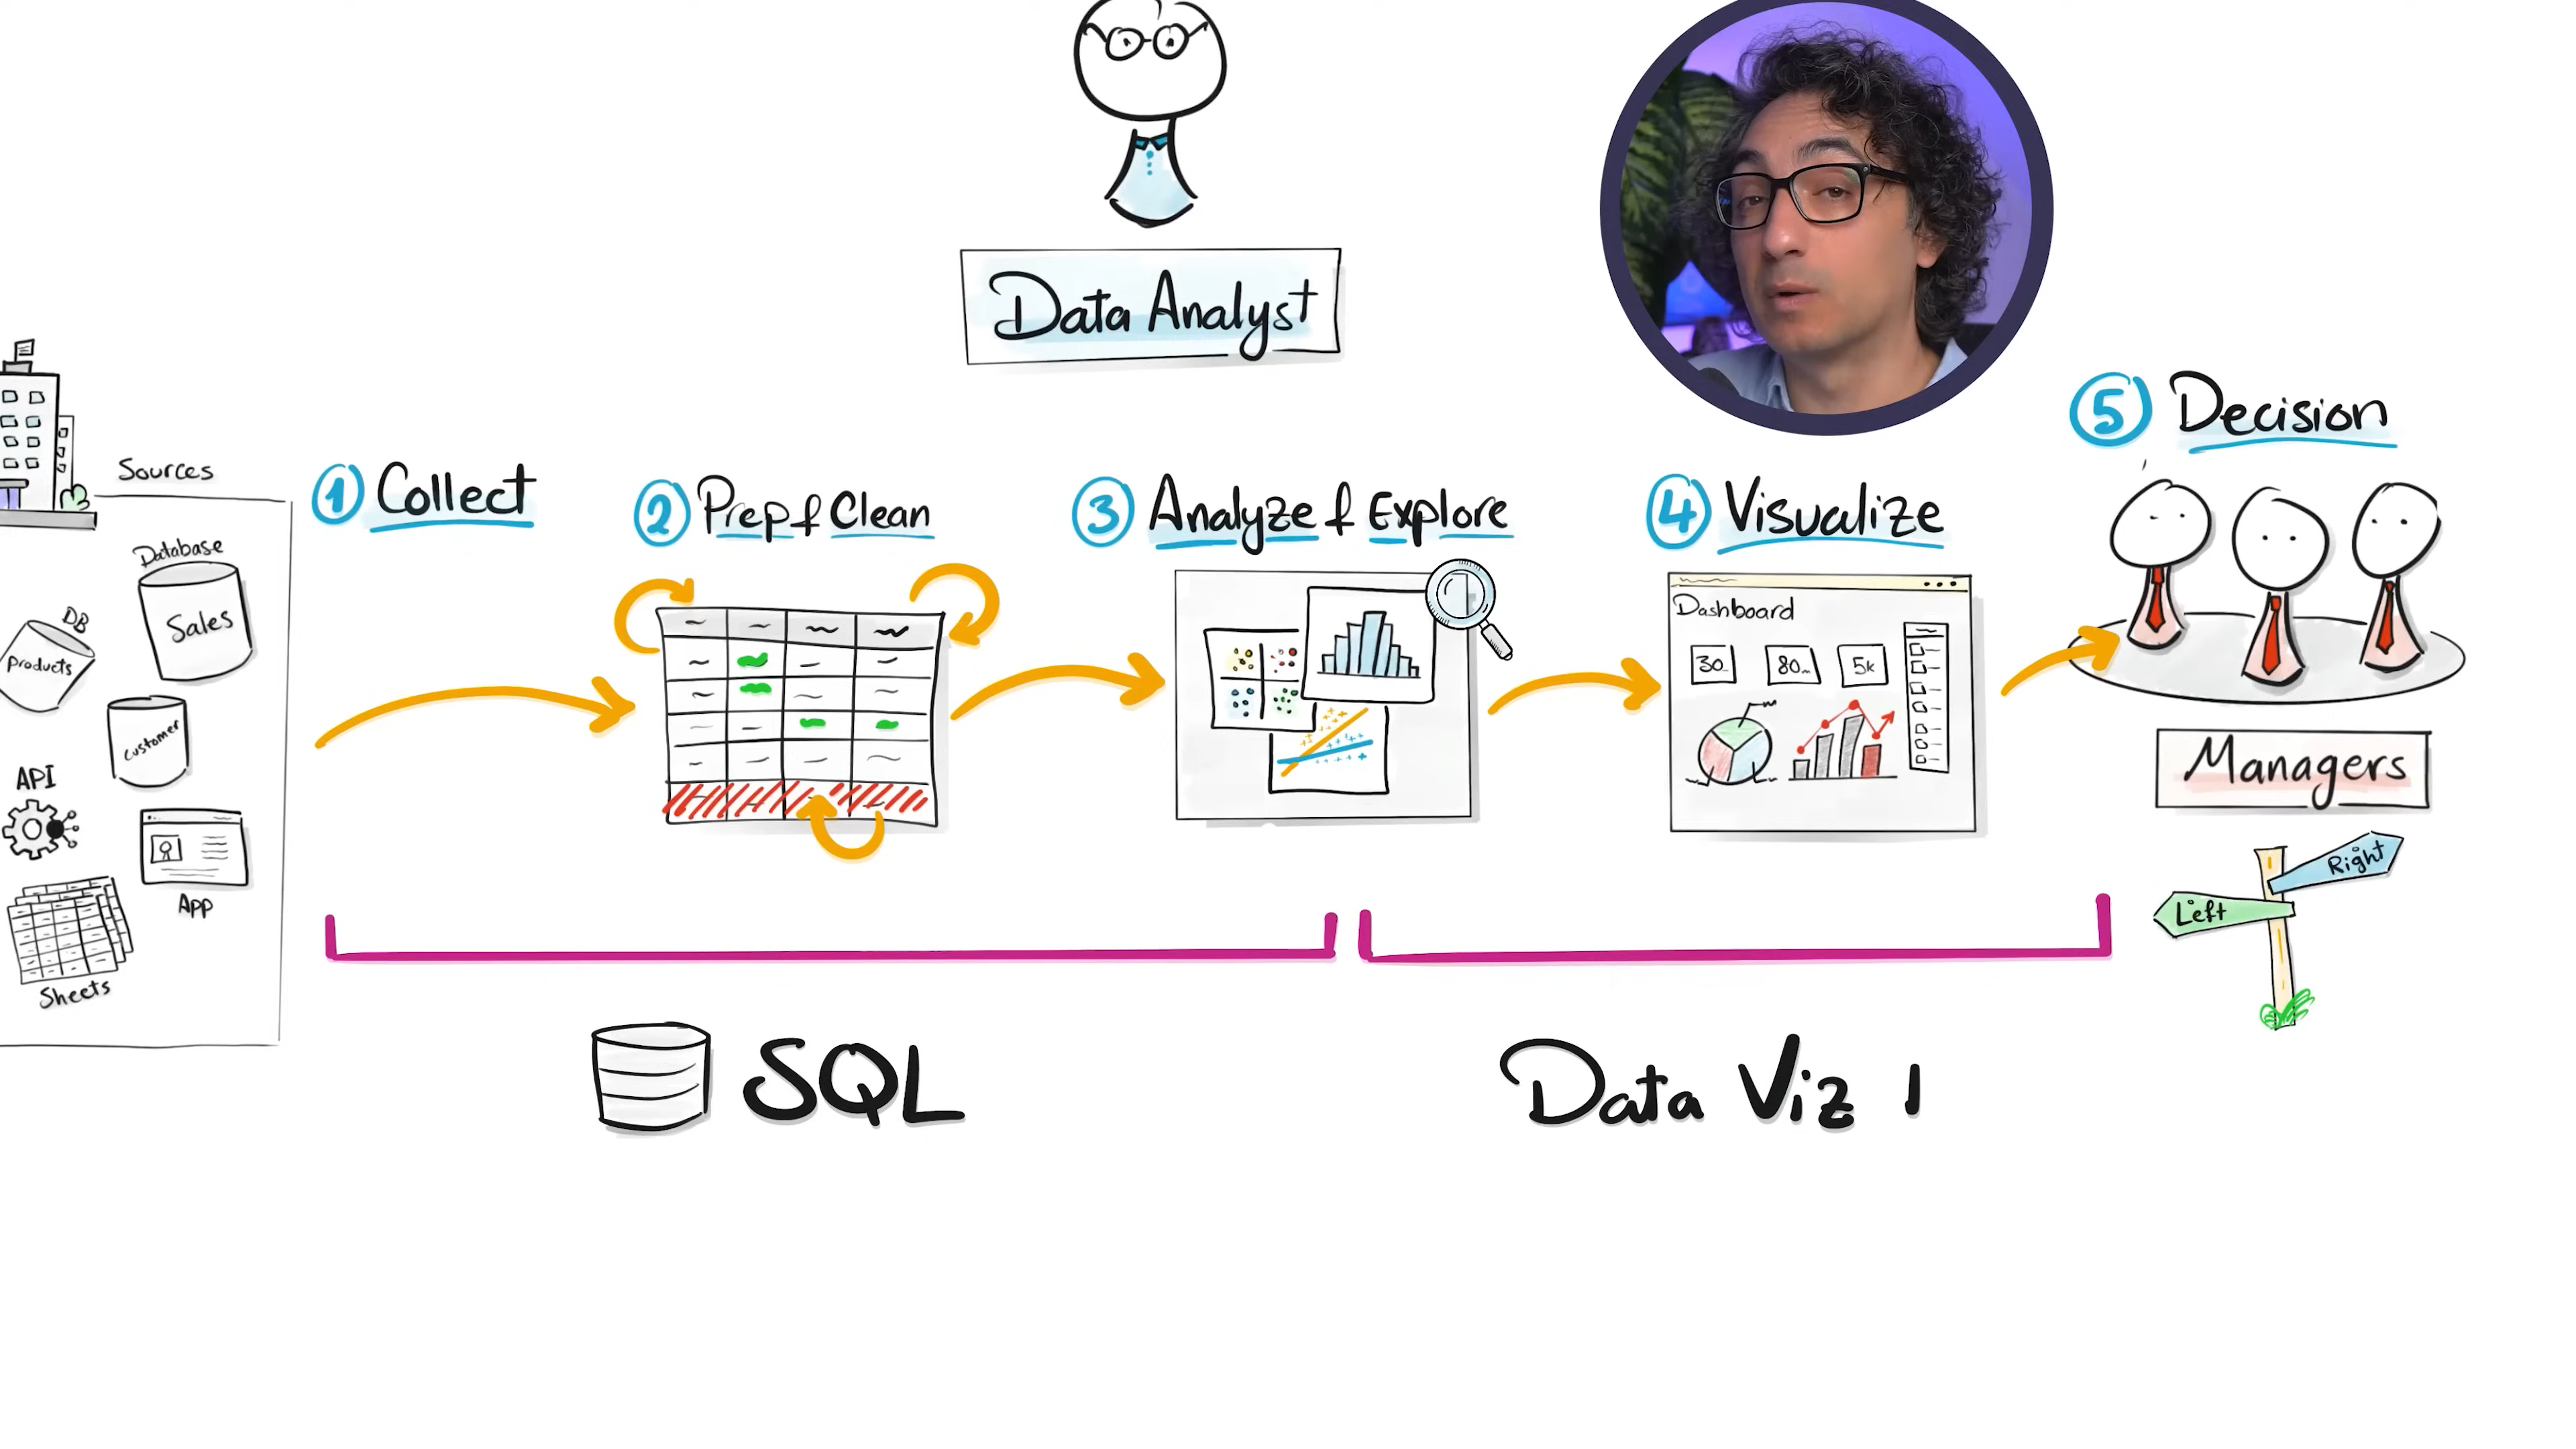 Data Analyst
Sources
Database
Sales
DB
Products
Customer
API
App
Sheets
1 Collect
2 Prep & Clean
3 Analyze & Explore
4 Visualize
Dashboard
30
80
5k
5 Decision
Managers
Right
Left
SQL
Data Viz I